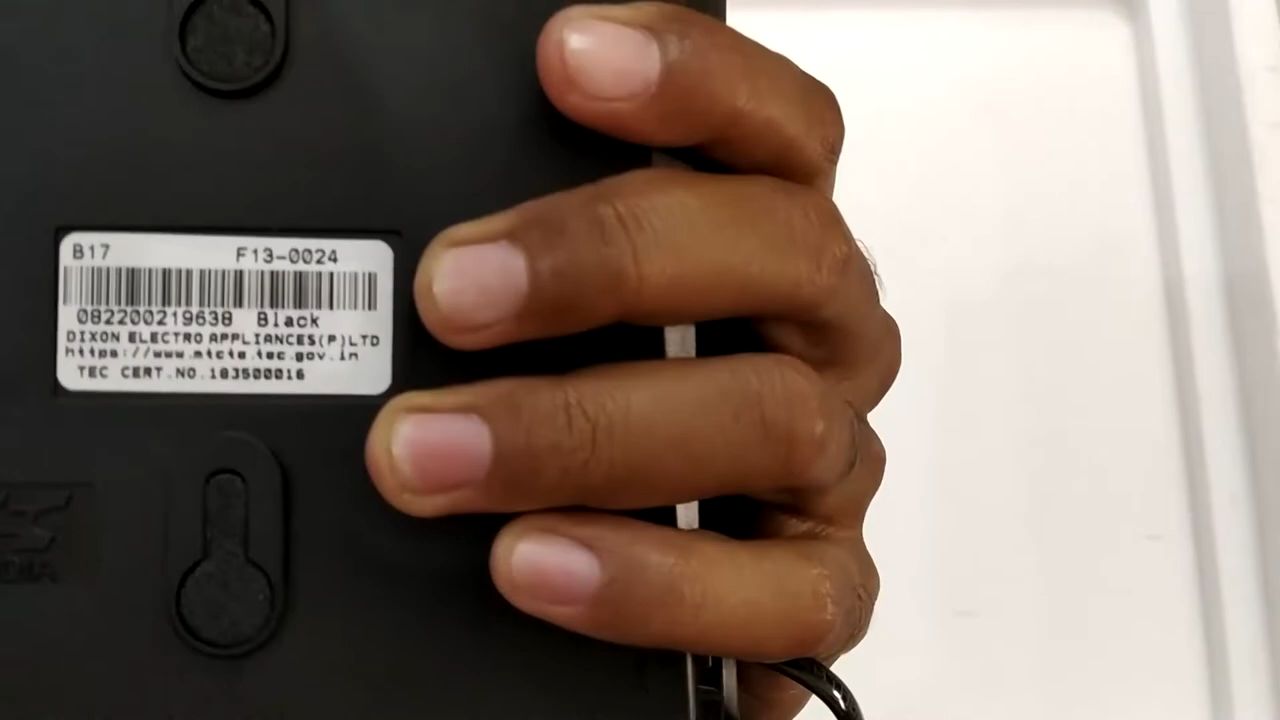 B17 F13-0024
082200219638 Black
DIXON ELECTRO APPLIANCES(P)LTD
https://www.mtcte.tec.gov.in
TEC CERT.NO.183500016